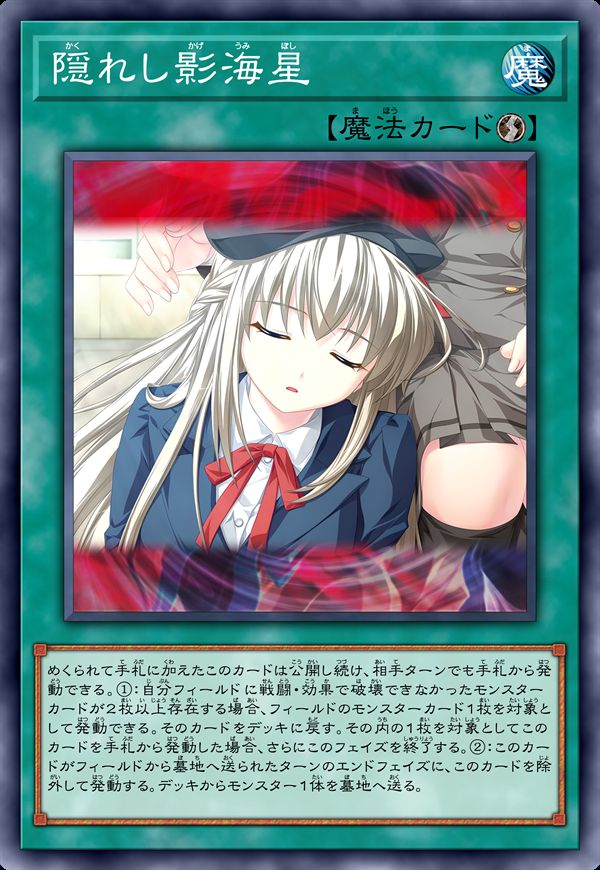 隠れし影海星
魔
【魔法カード】
めくられて手札に加えたこのカードは公開し続け、相手ターンでも手札から発
動できる。①：自分フィールドに戦闘・効果で破壊できなかったモンスター
カードが２枚以上存在する場合、フィールドのモンスターカード１枚を対象と
して発動できる。そのカードをデッキに戻す。その内の１枚を対象としてこ
のカードを手札から発動した場合、さらにこのフェイズを終了する。②：このカー
ドがフィールドから墓地へ送られたターンのエンドフェイズに、このカードを除
外して発動する。デッキからモンスター１体を墓地へ送る。